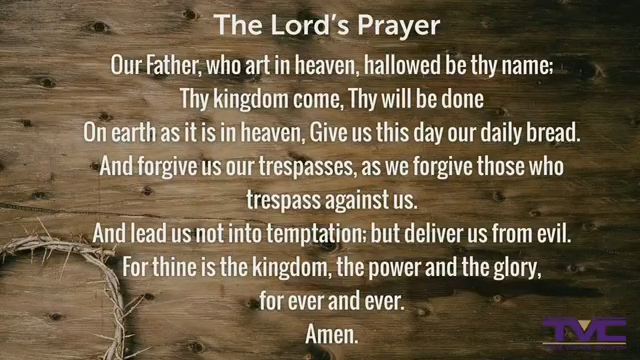 The Lord's Prayer
Our Father, who art in heaven, hallowed be thy name;
Thy kingdom come, Thy will be done
On earth as it is in heaven, Give us this day our daily bread.
And forgive us our trespasses, as we forgive those who
trespass against us.
And lead us not into temptation; but deliver us from evil.
For thine is the kingdom, the power and the glory,
for ever and ever.
Amen.
TVC